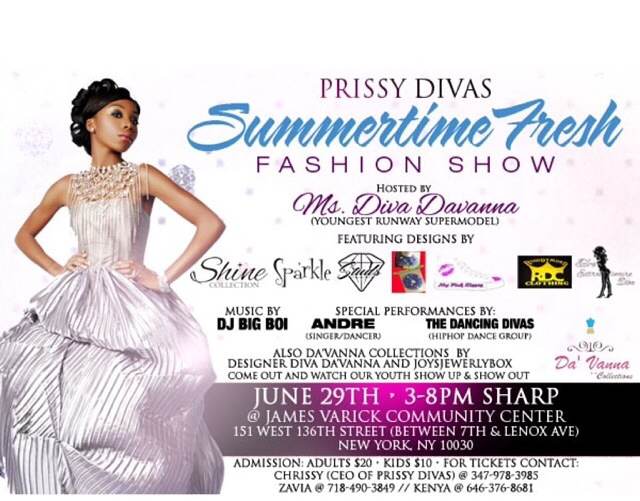 PRISSY DIVAS
Summertime Fresh
FASHION SHOW
HOSTED BY
Ms. Diva Davanna
(YOUNGEST RUNWAY SUPERMODEL)
FEATURING DESIGNS BY
Shine Sparkle Studs
COLLECTION
RDC
CLOTHING
MUSIC BY
DJ BIG BOI
SPECIAL PERFORMANCES BY:
ANDRE
(SINGER/DANCER)
THE DANCING DIVAS
(HIPHOP DANCE GROUP)
ALSO DA'VANNA COLLECTIONS BY
DESIGNER DIVA DA'VANNA AND JOYSJEWERLYBOX
COME OUT AND WATCH OUR YOUTH SHOW UP & SHOW OUT
Da' Vanna
Collections
JUNE 29TH • 3-8PM SHARP
@ JAMES VARICK COMMUNITY CENTER
151 WEST 136TH STREET (BETWEEN 7TH & LENOX AVE)
NEW YORK, NY 10030
ADMISSION: ADULTS $20 • KIDS $10 • FOR TICKETS CONTACT:
CHRISSY (CEO OF PRISSY DIVAS) @ 347-978-3985
ZAVIA @ 718-490-3849 // KENYA @ 646-376-8681